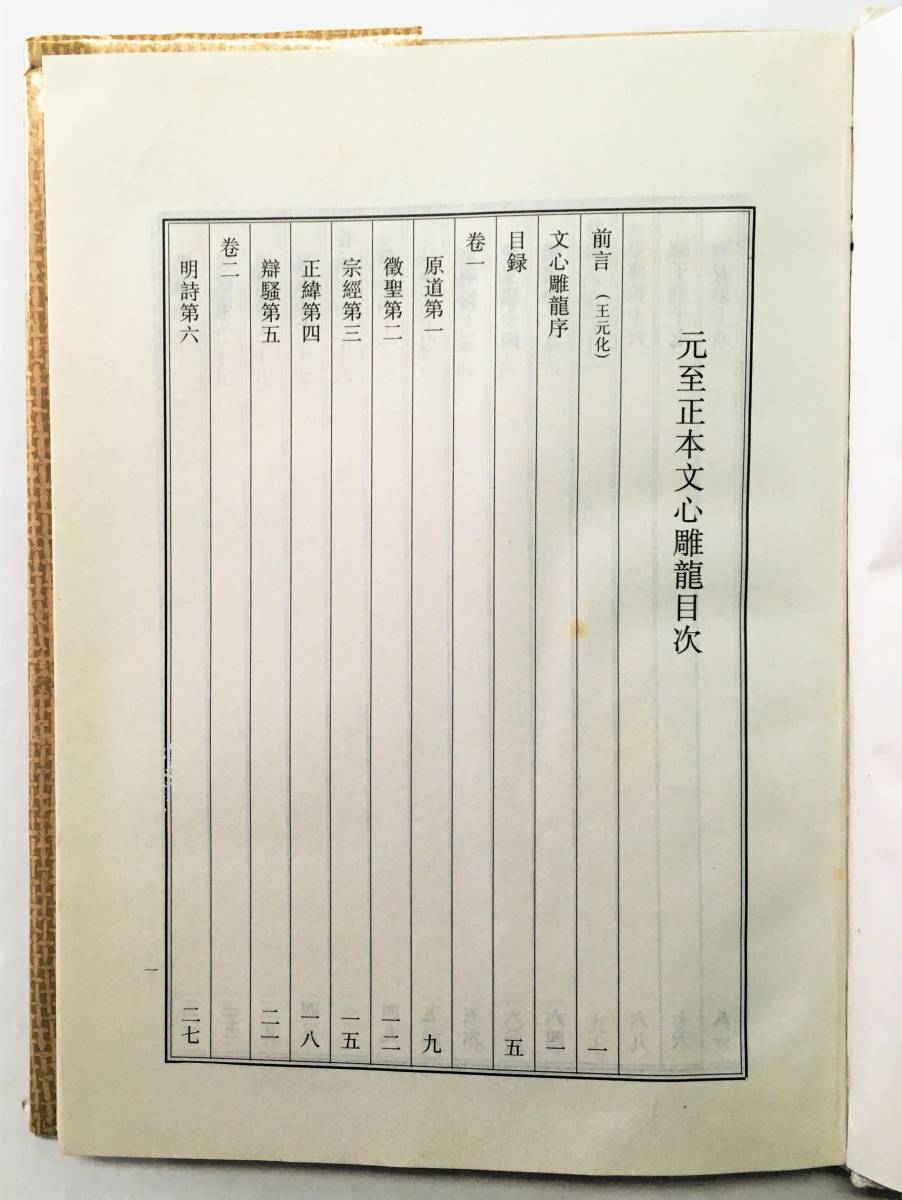 元至正本文心雕龍目次
前言（王元化） 一
文心雕龍序 一
目録 五
卷一
原道第一 九
徵聖第二 一二
宗經第三 一五
正緯第四 一八
辯騷第五 二一
卷二
明詩第六 二七
一